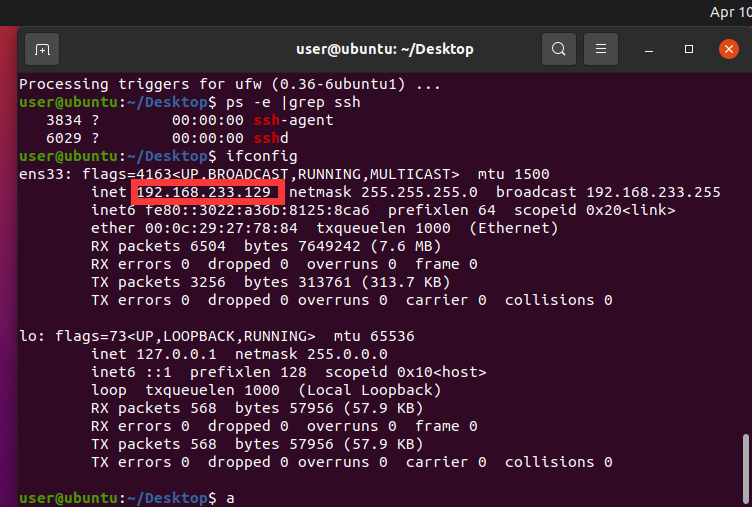 Apr 10
user@ubuntu: ~/Desktop
Processing triggers for ufw (0.36-6ubuntu1) ...
user@ubuntu:~/Desktop$ ps -e |grep ssh
   3834 ?        00:00:00 ssh-agent
   6029 ?        00:00:00 sshd
user@ubuntu:~/Desktop$ ifconfig
ens33: flags=4163<UP,BROADCAST,RUNNING,MULTICAST>  mtu 1500
        inet 192.168.233.129  netmask 255.255.255.0  broadcast 192.168.233.255
        inet6 fe80::3022:a36b:8125:8ca6  prefixlen 64  scopeid 0x20<link>
        ether 00:0c:29:27:78:84  txqueuelen 1000  (Ethernet)
        RX packets 6504  bytes 7649242 (7.6 MB)
        RX errors 0  dropped 0  overruns 0  frame 0
        TX packets 3256  bytes 313761 (313.7 KB)
        TX errors 0  dropped 0 overruns 0  carrier 0  collisions 0

lo: flags=73<UP,LOOPBACK,RUNNING>  mtu 65536
        inet 127.0.0.1  netmask 255.0.0.0
        inet6 ::1  prefixlen 128  scopeid 0x10<host>
        loop  txqueuelen 1000  (Local Loopback)
        RX packets 568  bytes 57956 (57.9 KB)
        RX errors 0  dropped 0  overruns 0  frame 0
        TX packets 568  bytes 57956 (57.9 KB)
        TX errors 0  dropped 0 overruns 0  carrier 0  collisions 0

user@ubuntu:~/Desktop$ a